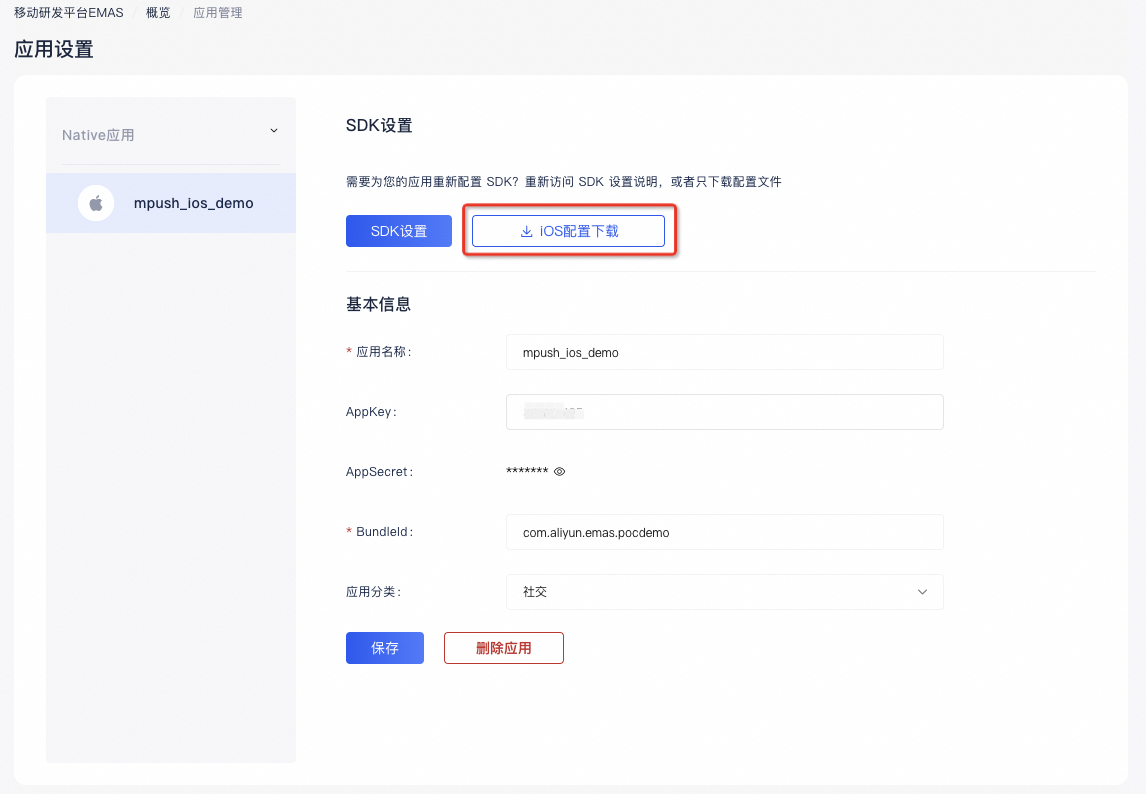 移动研发平台EMAS / 概览 / 应用管理
应用设置
Native应用
mpush_ios_demo
SDK设置
需要为您的应用重新配置 SDK？重新访问 SDK 设置说明，或者只下载配置文件
SDK设置
iOS配置下载
基本信息
* 应用名称：
mpush_ios_demo
AppKey：
AppSecret：
*******
* BundleId：
com.aliyun.emas.pocdemo
应用分类：
社交
保存
删除应用